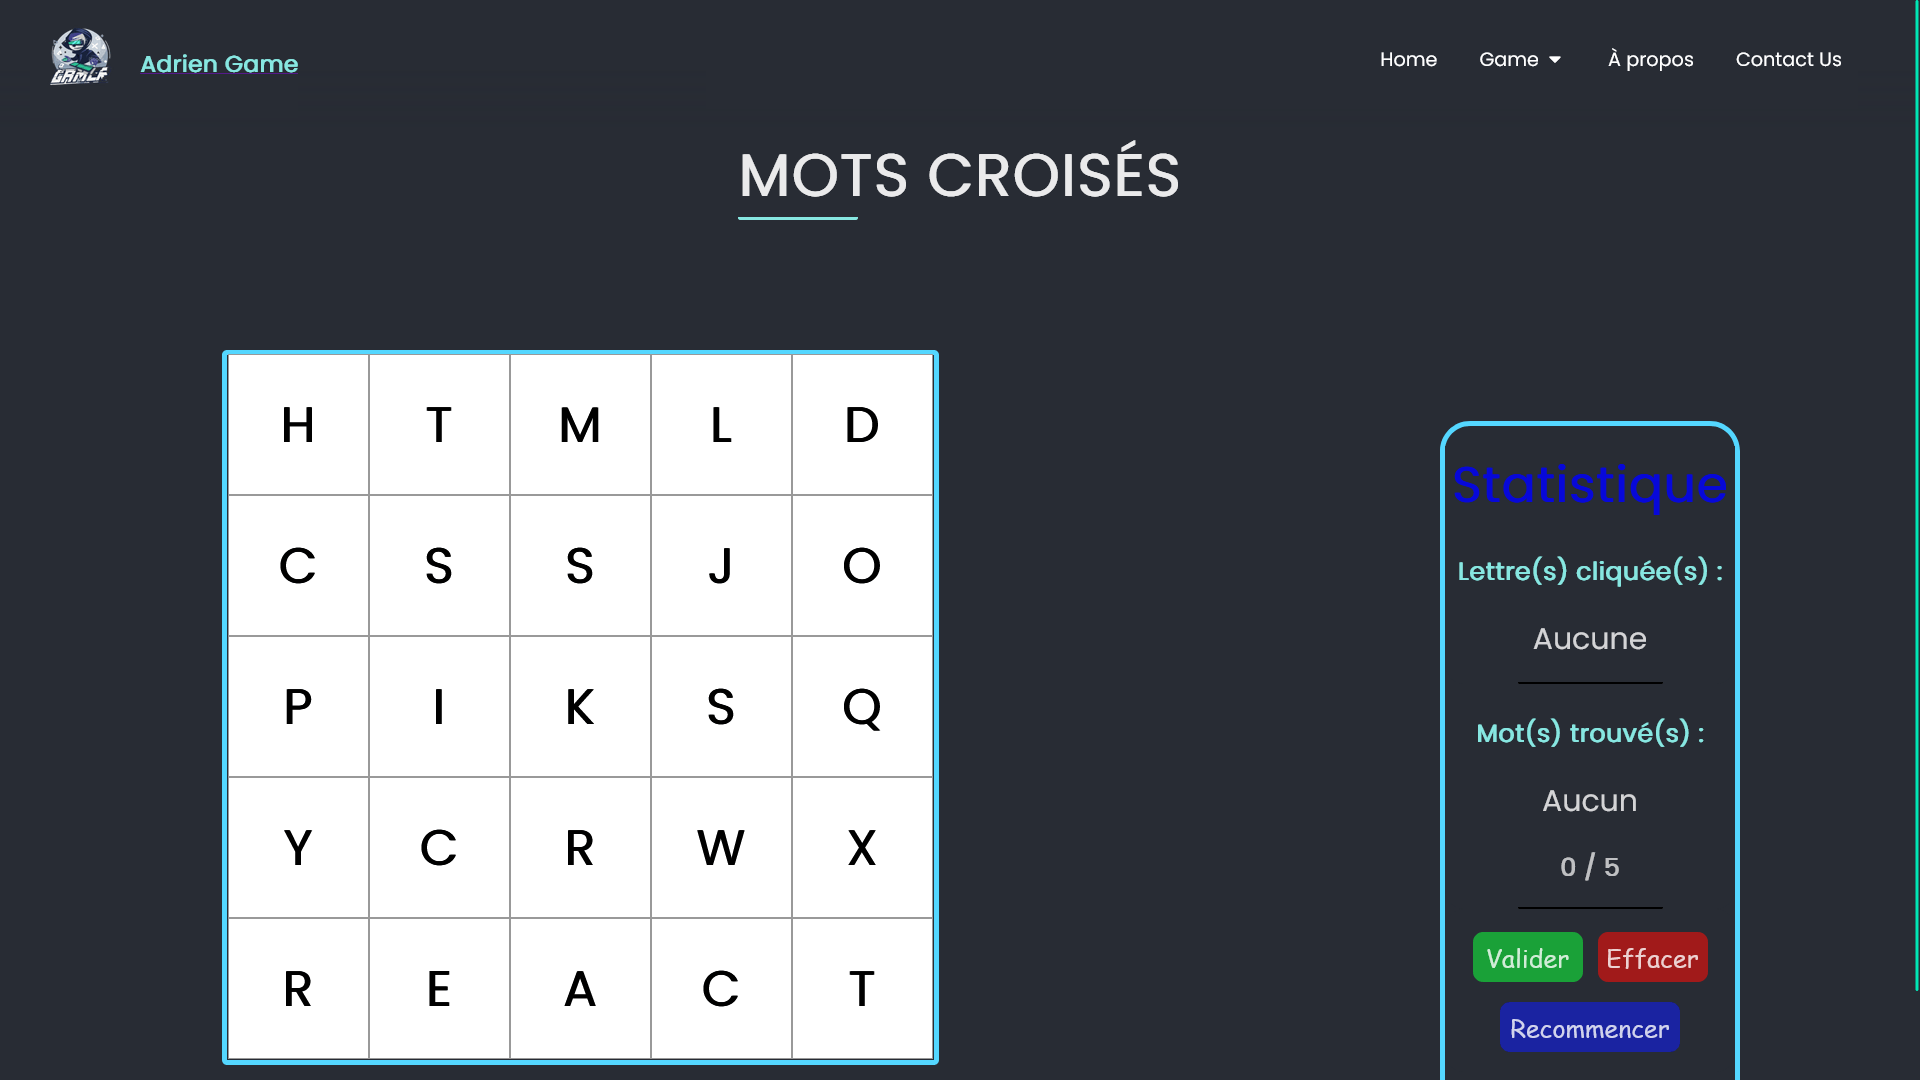 GAMER
Adrien Game
Home
Game
À propos
Contact Us
MOTS CROISÉS
H T M L D
C S S J O
P I K S Q
Y C R W X
R E A C T
Statistique
Lettre(s) cliquée(s) :
Aucune
Mot(s) trouvé(s) :
Aucun
0 / 5
Valider
Effacer
Recommencer